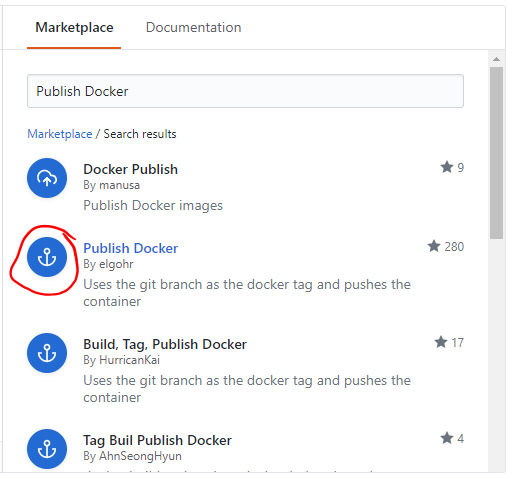 Marketplace Documentation
Publish Docker
Marketplace / Search results
Docker Publish 9
By manusa
Publish Docker images
Publish Docker 280
By elgohr
Uses the git branch as the docker tag and pushes the
container
Build, Tag, Publish Docker 17
By HurricanKai
Uses the git branch as the docker tag and pushes the
container
Tag Buil Publish Docker 4
By AhnSeongHyun